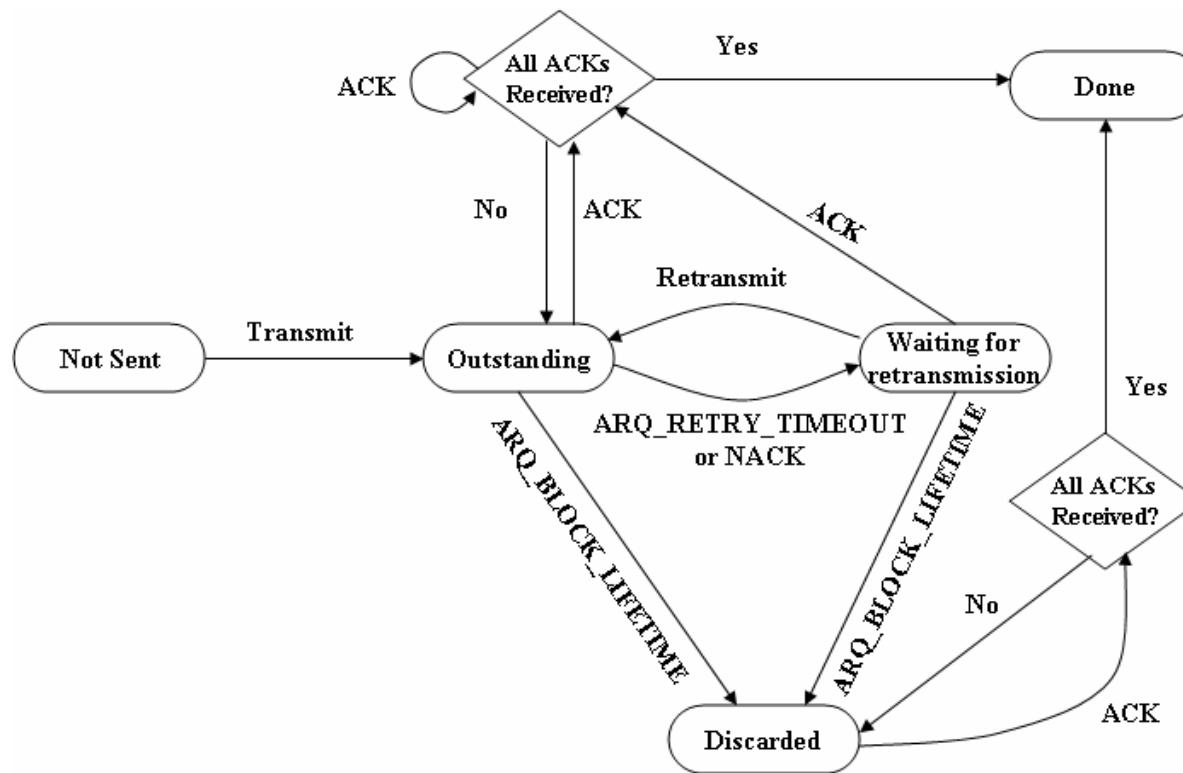 Yes
All ACKs
Received?
ACK
Done
No
ACK
ACK
Retransmit
Transmit
Not Sent
Outstanding
Waiting for
retransmission
Yes
ARQ_RETRY_TIMEOUT
or NACK
ARQ_BLOCK_LIFETIME
ARQ_BLOCK_LIFETIME
All ACKs
Received?
No
ACK
Discarded